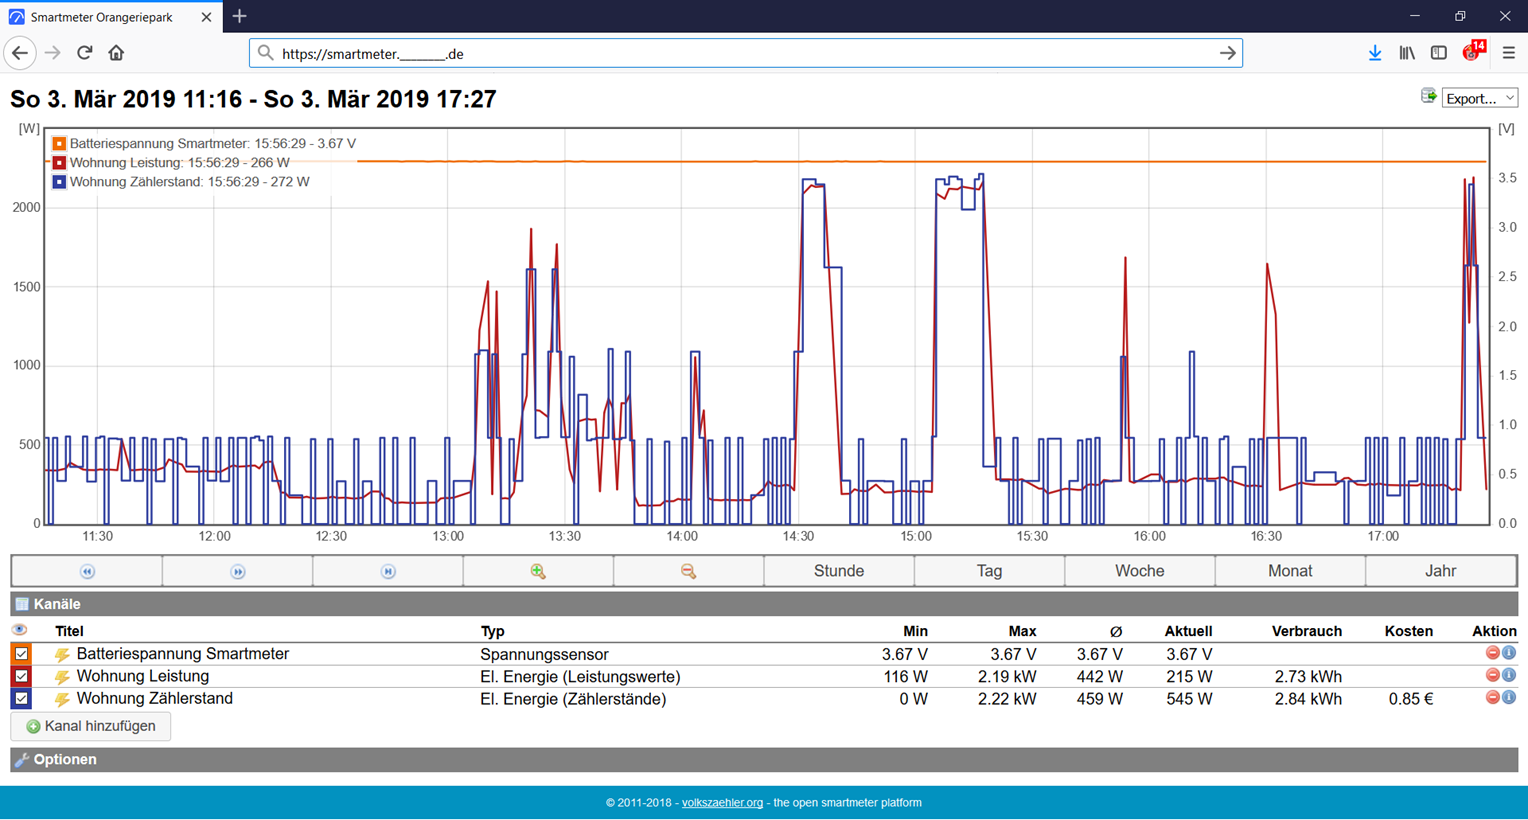 Smartmeter Orangeriepark
https://smartmeter._______.de
14
So 3. Mär 2019 11:16 - So 3. Mär 2019 17:27
Export...
[W]
[V]
Batteriespannung Smartmeter: 15:56:29 - 3.67 V
Wohnung Leistung: 15:56:29 - 266 W
Wohnung Zählerstand: 15:56:29 - 272 W
2000
1500
1000
500
0
3.5
3.0
2.5
2.0
1.5
1.0
0.5
0.0
11:30 12:00 12:30 13:00 13:30 14:00 14:30 15:00 15:30 16:00 16:30 17:00
Stunde Tag Woche Monat Jahr
Kanäle
Titel Typ Min Max Ø Aktuell Verbrauch Kosten Aktion
Batteriespannung Smartmeter Spannungssensor 3.67 V 3.67 V 3.67 V 3.67 V
Wohnung Leistung El. Energie (Leistungswerte) 116 W 2.19 kW 442 W 215 W 2.73 kWh
Wohnung Zählerstand El. Energie (Zählerstände) 0 W 2.22 kW 459 W 545 W 2.84 kWh 0.85 €
Kanal hinzufügen
Optionen
© 2011-2018 - volkszaehler.org - the open smartmeter platform